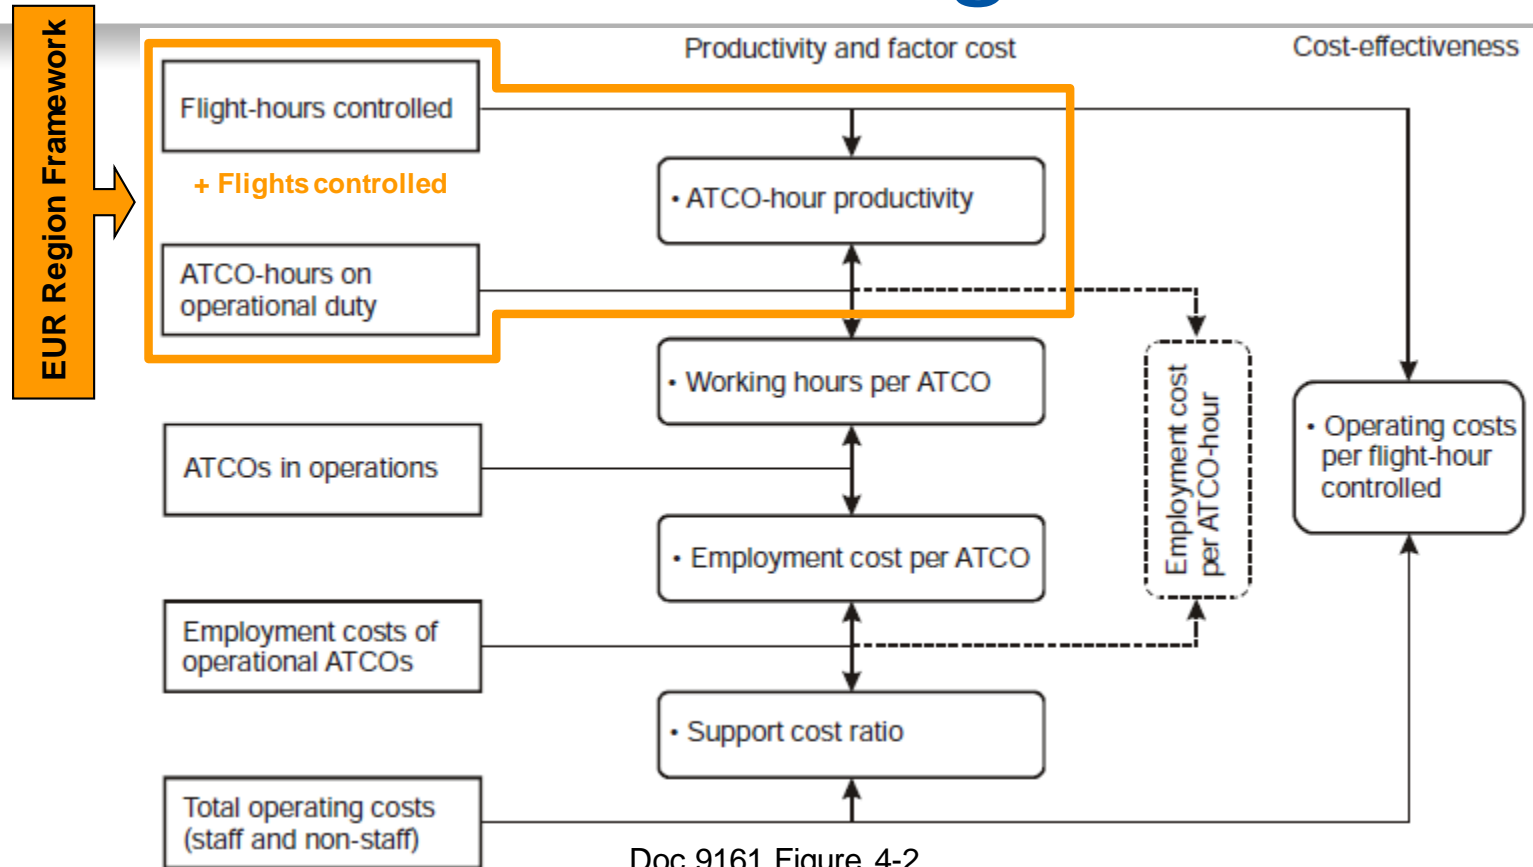 EUR Region Framework
Productivity and factor cost
Cost-effectiveness
Flight-hours controlled
+ Flights controlled
• ATCO-hour productivity
ATCO-hours on
operational duty
• Working hours per ATCO
Employment cost
per ATCO-hour
• Operating costs
per flight-hour
controlled
ATCOs in operations
• Employment cost per ATCO
Employment costs of
operational ATCOs
• Support cost ratio
Total operating costs
(staff and non-staff)
Doc 9161 Figure 4-2